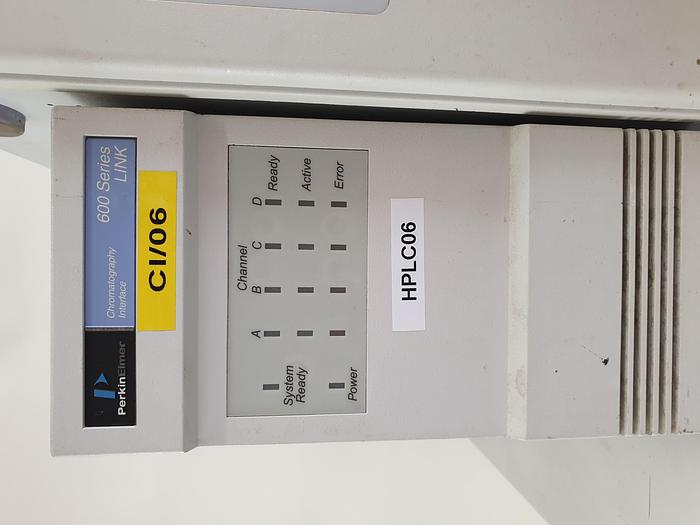 PerkinElmer
Chromatography
Interface
600 Series
LINK
CI/06
Channel
A B C D
System
Ready
Ready
Active
Power
Error
HPLC06